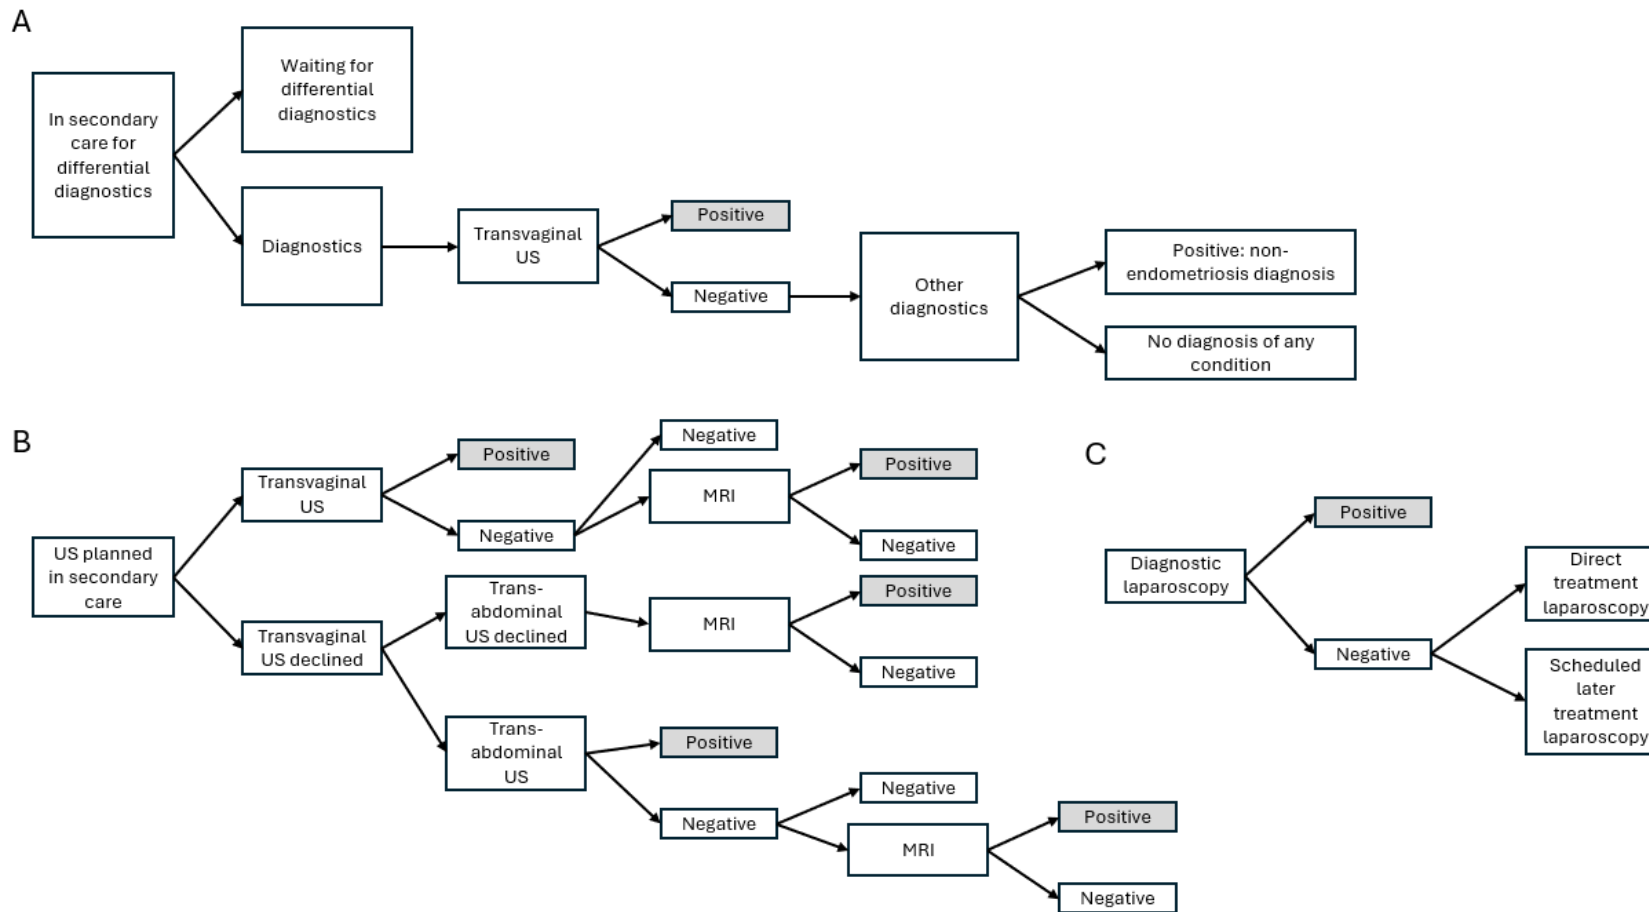 A
In secondary
care for
differential
diagnostics
Waiting for
differential
diagnostics
Diagnostics
Transvaginal
US
Positive
Negative
Other
diagnostics
Positive: non-
endometriosis diagnosis
No diagnosis of any
condition
B
US planned
in secondary
care
Transvaginal
US
Positive
Negative
Negative
MRI
Positive
Negative
Transvaginal
US declined
Trans-
abdominal
US declined
MRI
Positive
Negative
Trans-
abdominal
US
Positive
Negative
Negative
MRI
Positive
Negative
C
Diagnostic
laparoscopy
Positive
Negative
Direct
treatment
laparoscopy
Scheduled
later
treatment
laparoscopy